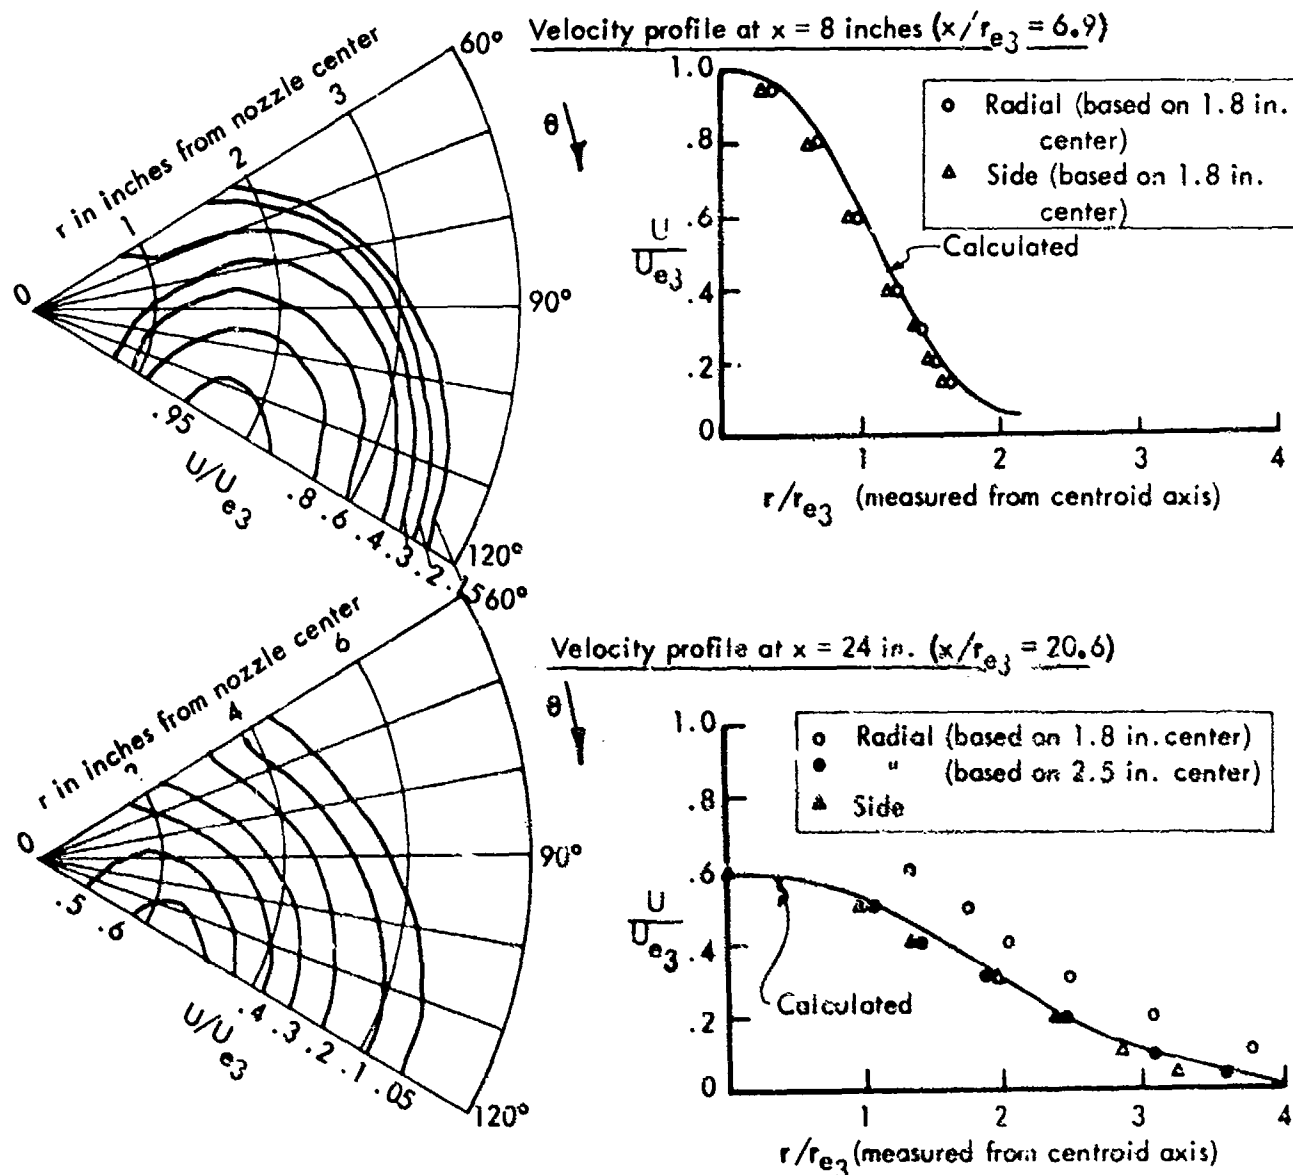 Velocity profile at x = 8 inches (x/re3 = 6.9)
60°
r in inches from nozzle center
3
2
1
0
θ
90°
120°
.95
U/Ue3
.8
.6
.4
.3
.2
.15
1.0
.8
.6
.4
.2
0
U
Ue3
o Radial (based on 1.8 in.
center)
Δ Side (based on 1.8 in.
center)
Calculated
1
2
3
4
r/re3 (measured from centroid axis)
60°
Velocity profile at x = 24 in. (x/re3 = 20.6)
r in inches from nozzle center
6
4
2
0
θ
90°
120°
.5
.6
U/Ue3
.4
.3
.2
.1
.05
1.0
.8
.6
.4
.2
0
U
Ue3
o Radial (based on 1.8 in. center)
● " (based on 2.5 in. center)
Δ Side
Calculated
1
2
3
4
r/re3 (measured from centroid axis)